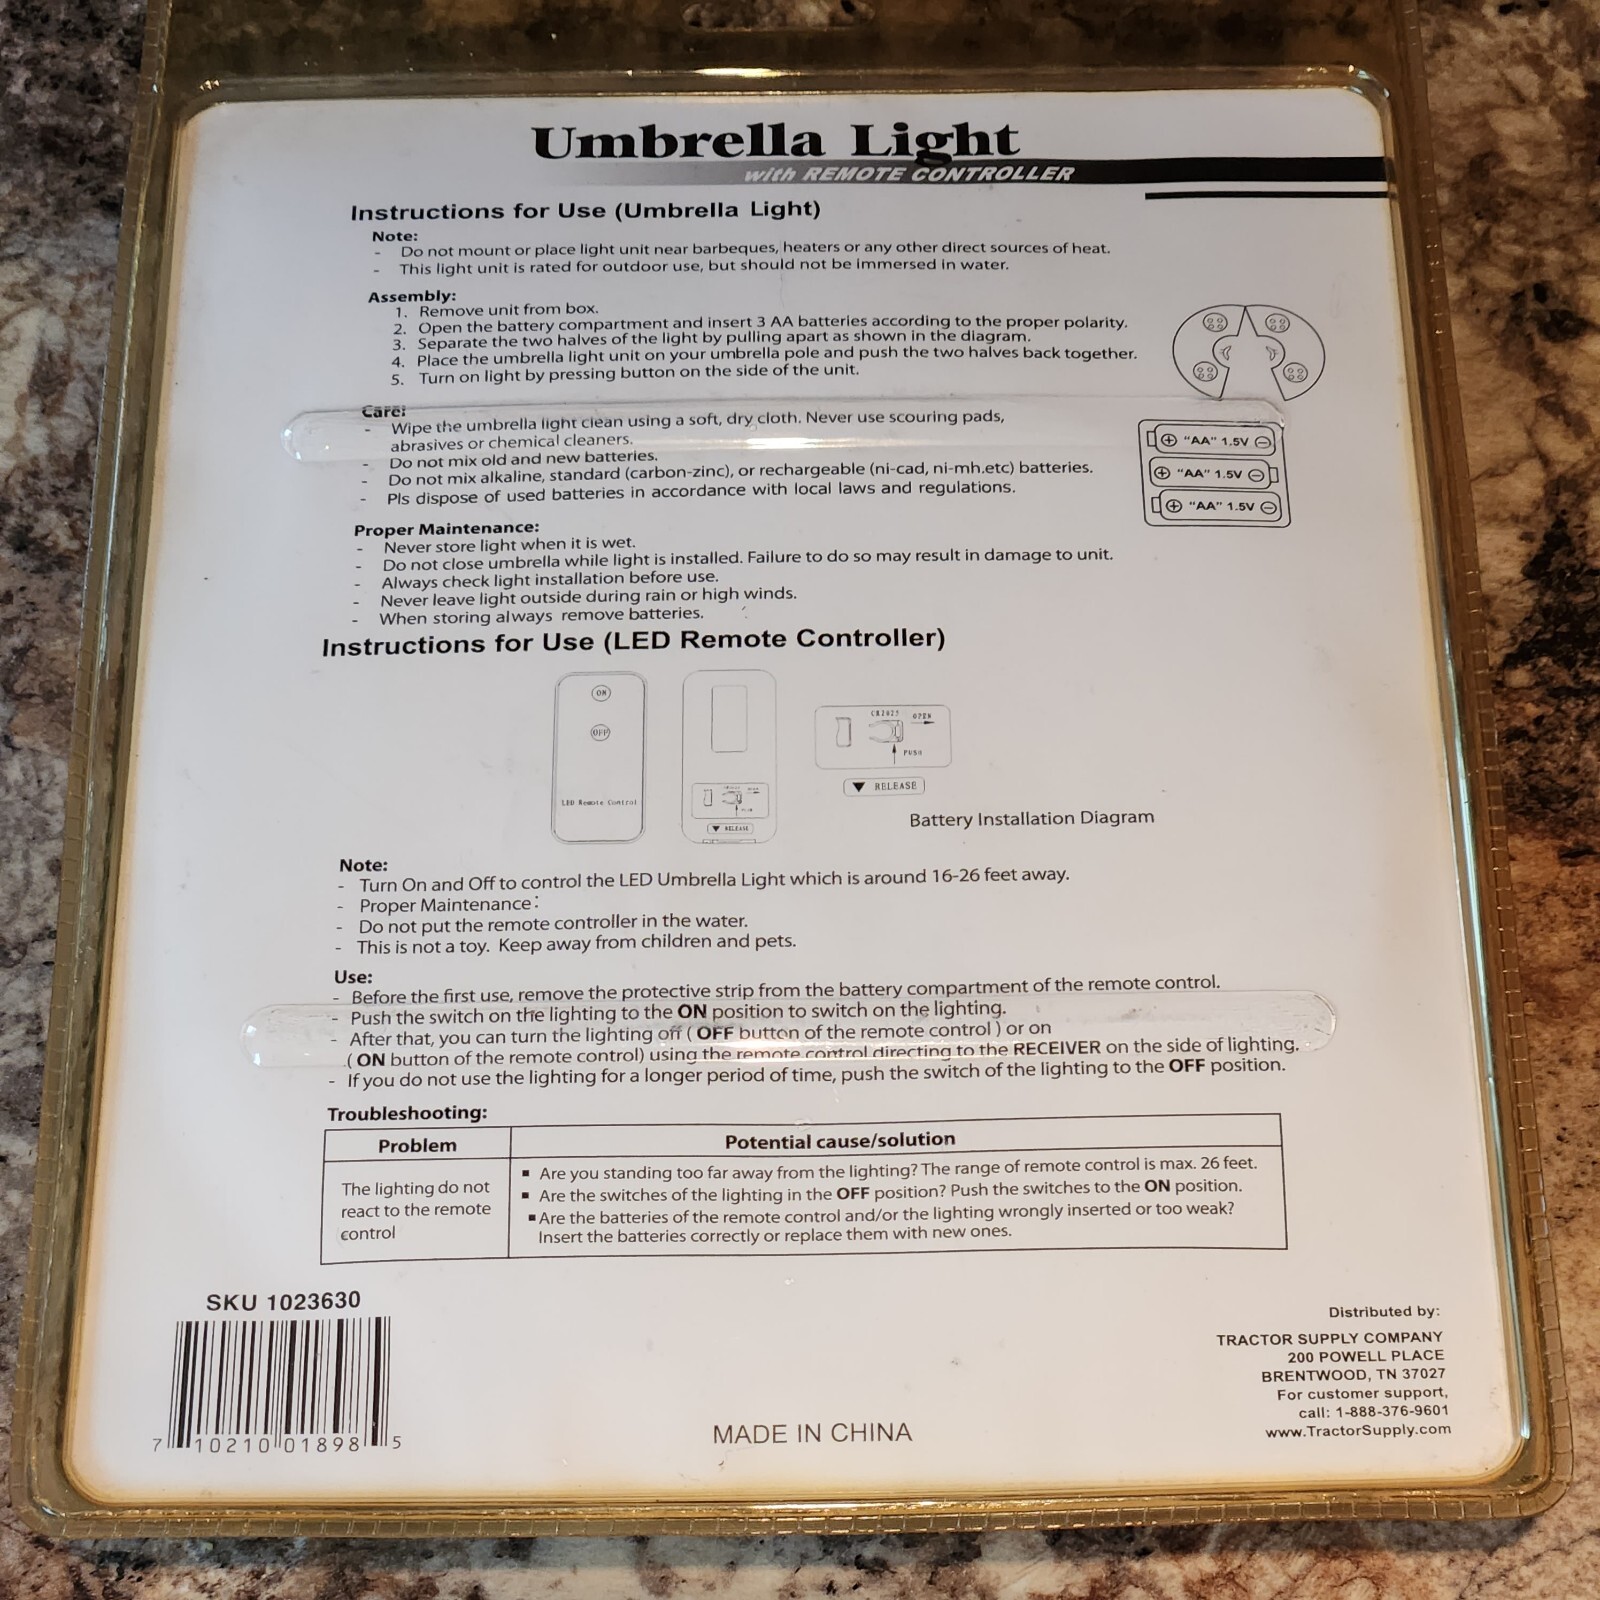 Umbrella Light
with REMOTE CONTROLLER
Instructions for Use (Umbrella Light)
Note:
- Do not mount or place light unit near barbeques, heaters or any other direct sources of heat.
- This light unit is rated for outdoor use, but should not be immersed in water.
Assembly:
1. Remove unit from box.
2. Open the battery compartment and insert 3 AA batteries according to the proper polarity.
3. Separate the two halves of the light by pulling apart as shown in the diagram.
4. Place the umbrella light unit on your umbrella pole and push the two halves back together.
5. Turn on light by pressing button on the side of the unit.
Care:
- Wipe the umbrella light clean using a soft, dry cloth. Never use scouring pads,
abrasives or chemical cleaners.
- Do not mix old and new batteries.
- Do not mix alkaline, standard (carbon-zinc), or rechargeable (ni-cad, ni-mh.etc) batteries.
- Pls dispose of used batteries in accordance with local laws and regulations.
+ "AA" 1.5V -
+ "AA" 1.5V -
+ "AA" 1.5V -
Proper Maintenance:
- Never store light when it is wet.
- Do not close umbrella while light is installed. Failure to do so may result in damage to unit.
- Always check light installation before use.
- Never leave light outside during rain or high winds.
- When storing always remove batteries.
Instructions for Use (LED Remote Controller)
ON
OFF
LED Remote Control
▼ RELEASE
CR2025 OPEN
PUSH
▼ RELEASE
Battery Installation Diagram
Note:
- Turn On and Off to control the LED Umbrella Light which is around 16-26 feet away.
- Proper Maintenance:
- Do not put the remote controller in the water.
- This is not a toy. Keep away from children and pets.
Use:
- Before the first use, remove the protective strip from the battery compartment of the remote control.
- Push the switch on the lighting to the ON position to switch on the lighting.
- After that, you can turn the lighting off ( OFF button of the remote control ) or on
( ON button of the remote control) using the remote control directing to the RECEIVER on the side of lighting.
- If you do not use the lighting for a longer period of time, push the switch of the lighting to the OFF position.
Troubleshooting:
Problem
Potential cause/solution
The lighting do not
react to the remote
control
▪ Are you standing too far away from the lighting? The range of remote control is max. 26 feet.
▪ Are the switches of the lighting in the OFF position? Push the switches to the ON position.
▪ Are the batteries of the remote control and/or the lighting wrongly inserted or too weak?
Insert the batteries correctly or replace them with new ones.
SKU 1023630
7 10210 01898 5
MADE IN CHINA
Distributed by:
TRACTOR SUPPLY COMPANY
200 POWELL PLACE
BRENTWOOD, TN 37027
For customer support,
call: 1-888-376-9601
www.TractorSupply.com